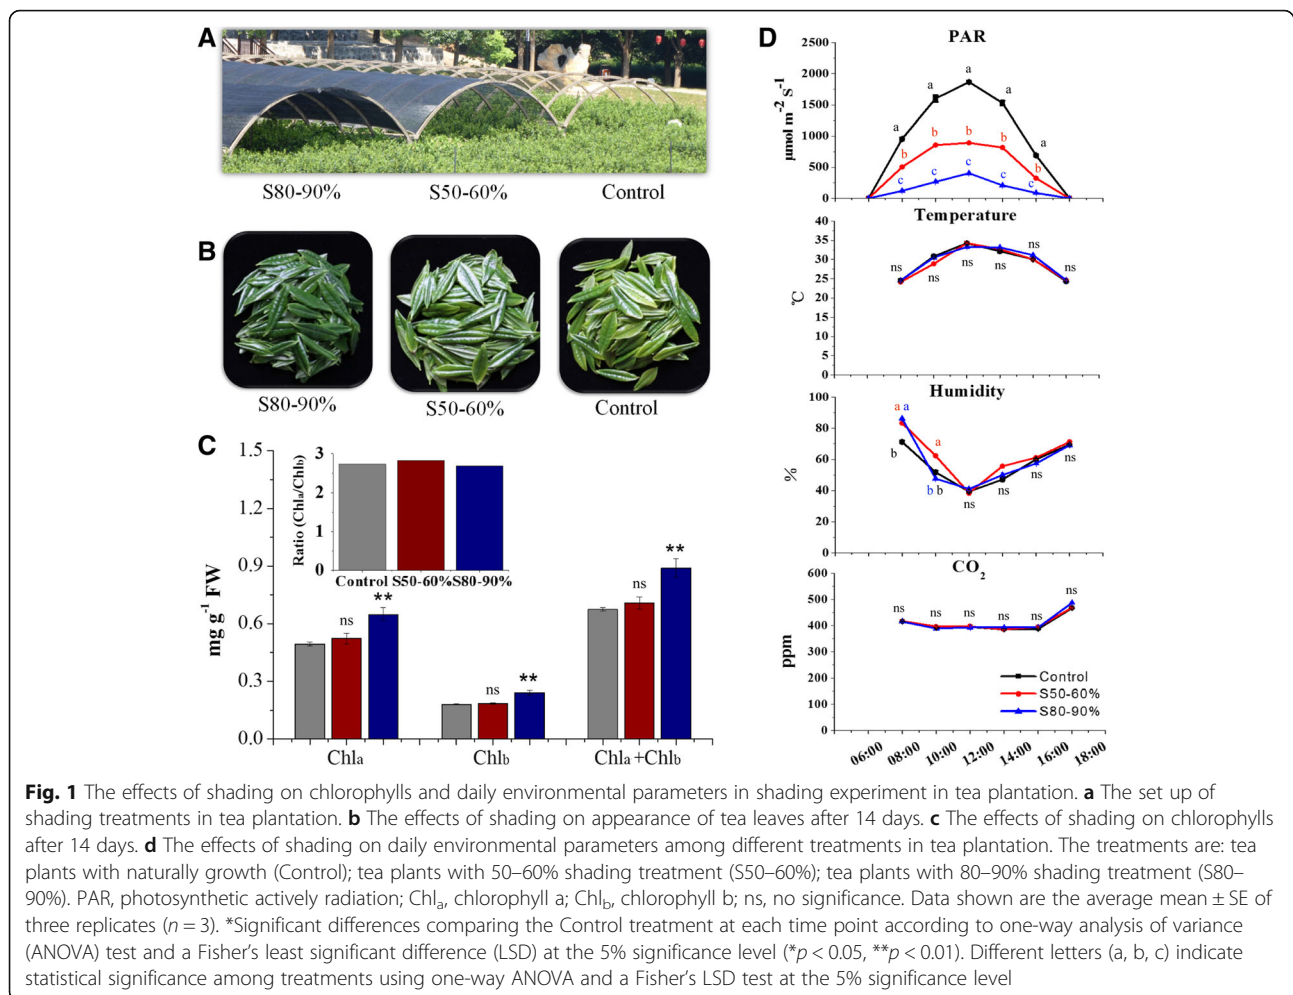 A
S80-90%
S50-60%
Control
B
S80-90%
S50-60%
Control
C
mg g-1 FW
1.5
1.2
0.9
0.6
0.3
0.0
Ratio (Chla/Chlb)
3
2
1
0
Control S50-60% S80-90%
ns
**
ns
**
ns
**
Chla
Chlb
Chla+Chlb
D
PAR
µmol m-2 s-1
2500
2000
1500
1000
500
0
a a a a a
b b b b b
c c c c c
Temperature
°C
40
35
30
25
20
15
10
5
0
ns ns ns ns ns ns
Humidity
%
100
80
60
40
20
0
a a
b
a
b b
ns ns ns ns
CO2
ppm
600
500
400
300
200
100
0
ns ns ns ns ns ns
Control
S50-60%
S80-90%
06:00 08:00 10:00 12:00 14:00 16:00 18:00
Fig. 1 The effects of shading on chlorophylls and daily environmental parameters in shading experiment in tea plantation. a The set up of
shading treatments in tea plantation. b The effects of shading on appearance of tea leaves after 14 days. c The effects of shading on chlorophylls
after 14 days. d The effects of shading on daily environmental parameters among different treatments in tea plantation. The treatments are: tea
plants with naturally growth (Control); tea plants with 50–60% shading treatment (S50–60%); tea plants with 80–90% shading treatment (S80–
90%). PAR, photosynthetic actively radiation; Chla, chlorophyll a; Chlb, chlorophyll b; ns, no significance. Data shown are the average mean ± SE of
three replicates (n = 3). *Significant differences comparing the Control treatment at each time point according to one-way analysis of variance
(ANOVA) test and a Fisher's least significant difference (LSD) at the 5% significance level (*p < 0.05, **p < 0.01). Different letters (a, b, c) indicate
statistical significance among treatments using one-way ANOVA and a Fisher's LSD test at the 5% significance level